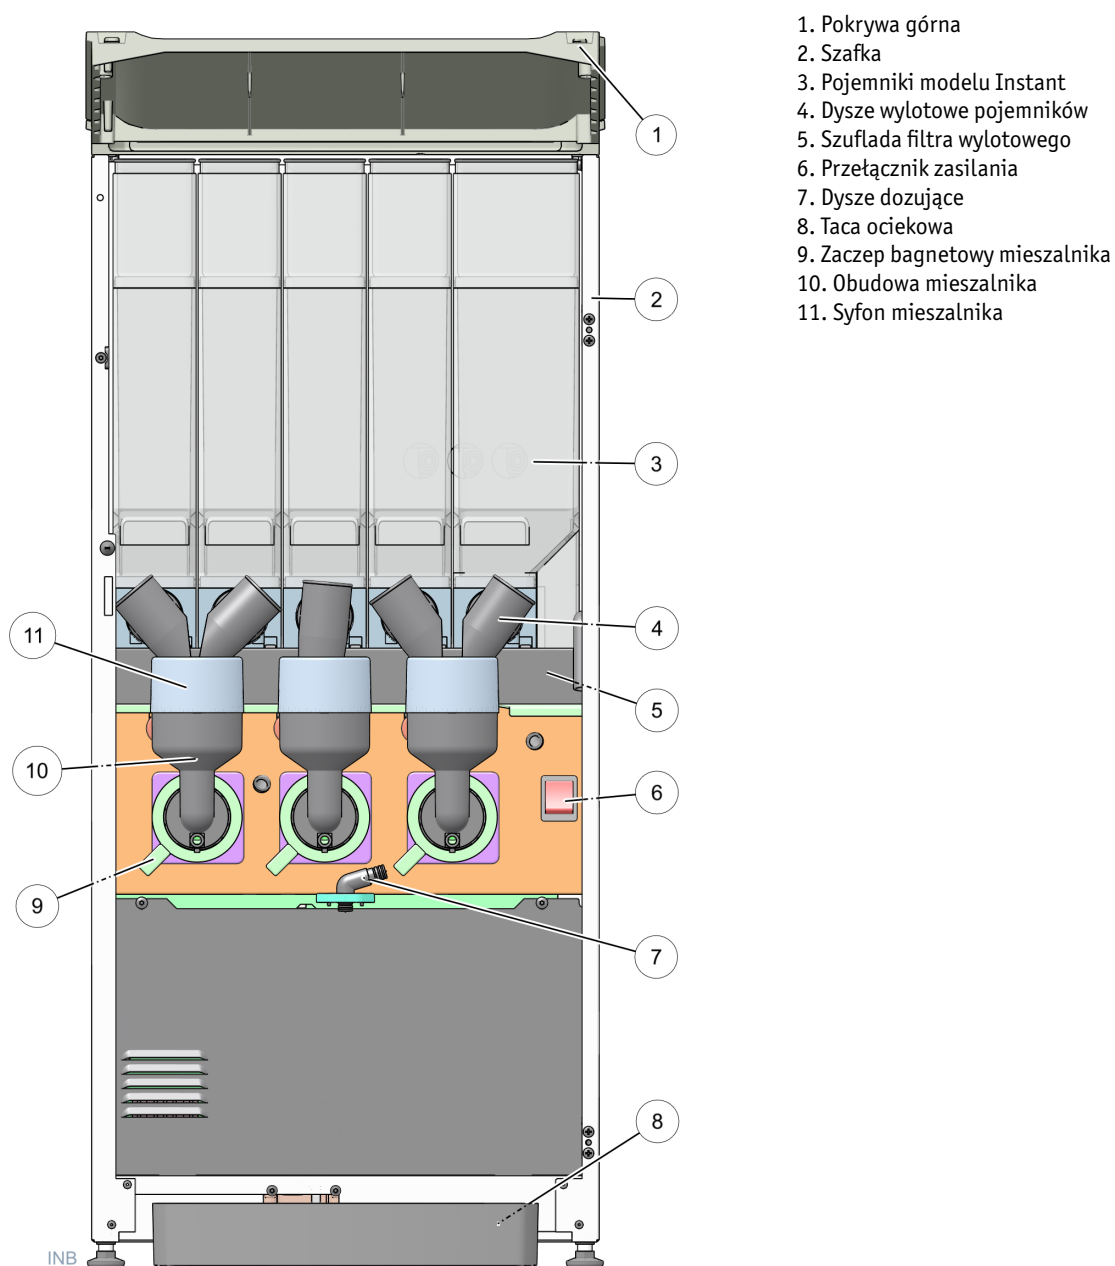 1. Pokrywa górna
2. Szafka
3. Pojemniki modelu Instant
4. Dysze wylotowe pojemników
5. Szuflada filtra wylotowego
6. Przełącznik zasilania
7. Dysze dozujące
8. Taca ociekowa
9. Zaczep bagnetowy mieszalnika
10. Obudowa mieszalnika
11. Syfon mieszalnika
1
2
3
4
11
5
10
6
9
7
8
INB